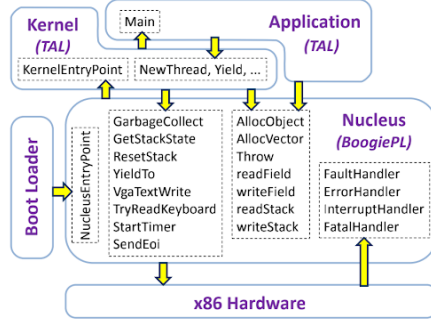 Kernel
(TAL)
Main
Application
(TAL)
KernelEntryPoint
NewThread, Yield, ...
Boot Loader
NucleusEntryPoint
GarbageCollect
GetStackState
ResetStack
YieldTo
VgaTextWrite
TryReadKeyboard
StartTimer
SendEoi
AllocObject
AllocVector
Throw
readField
writeField
readStack
writeStack
Nucleus
(BoogiePL)
FaultHandler
ErrorHandler
InterruptHandler
FatalHandler
x86 Hardware